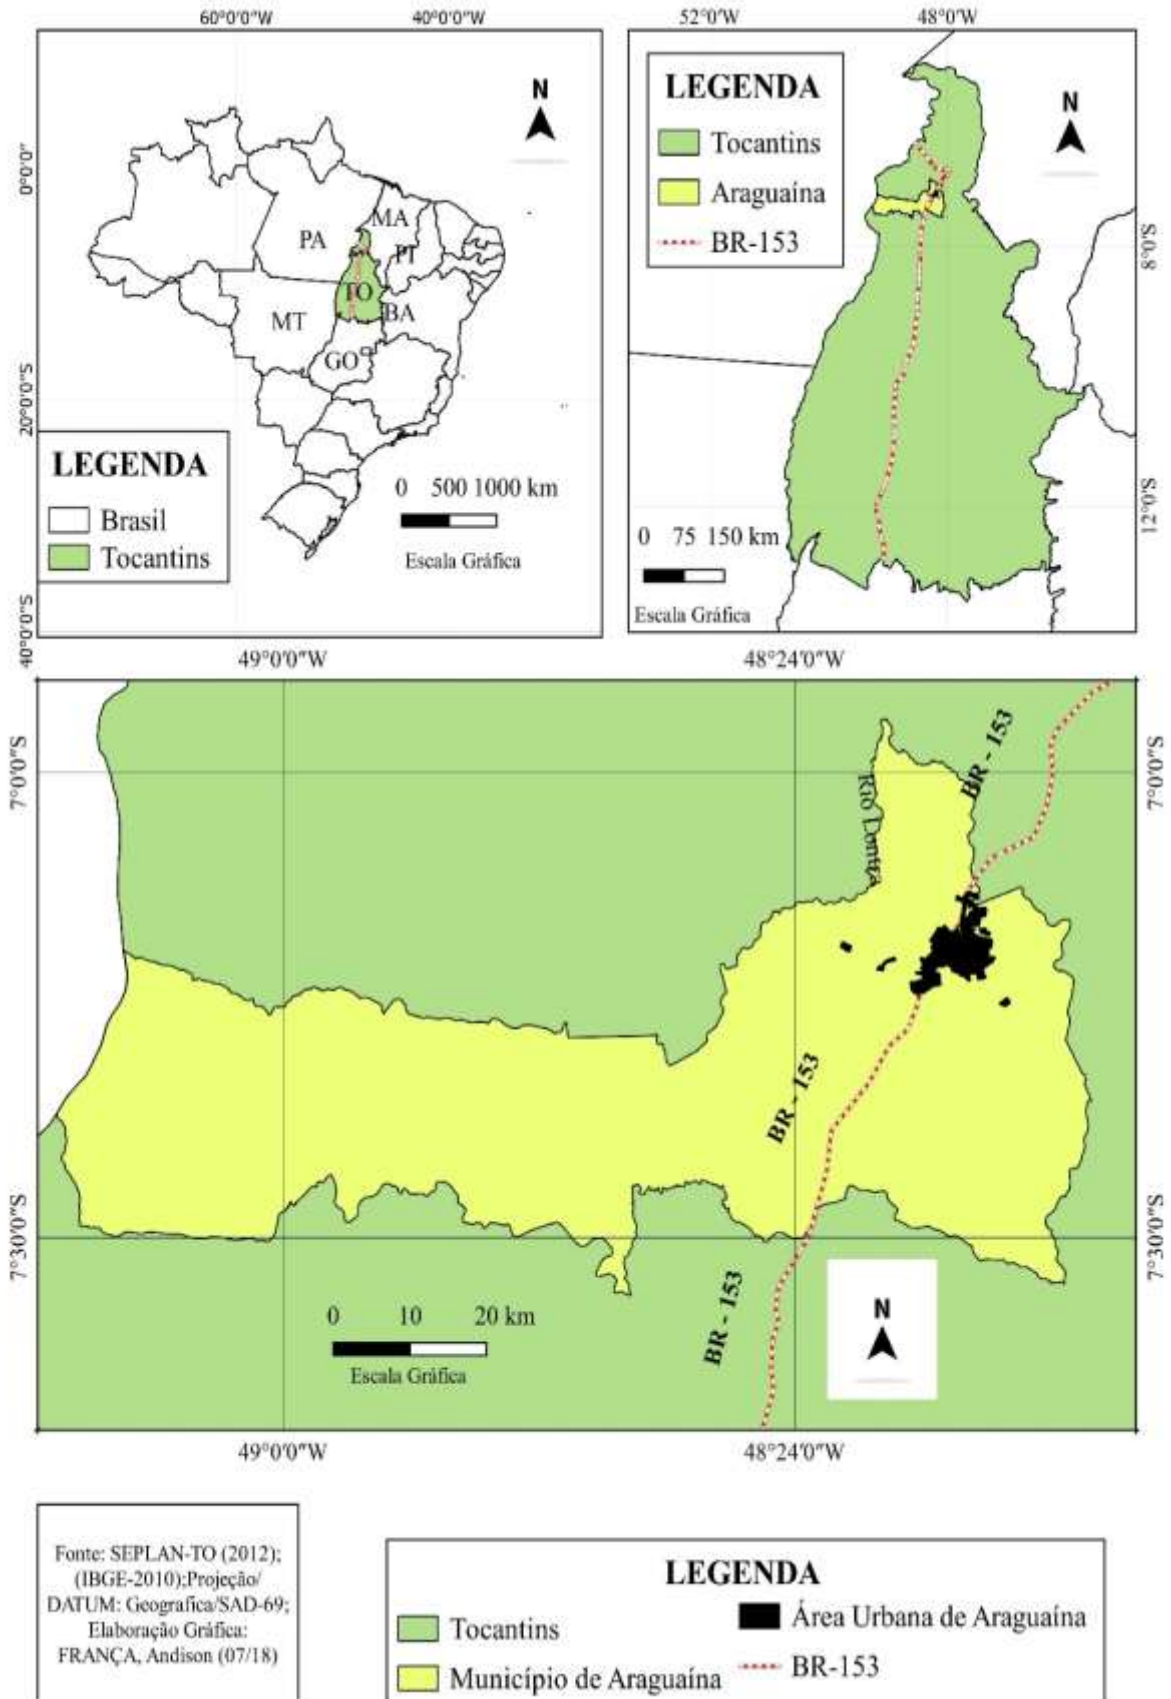 60°0'0"W
40°0'0"W
0°0'0"
20°0'0"S
40°0'0"S
N
PA
MA
PI
TO
BA
MT
GO
LEGENDA
Brasil
Tocantins
0 500 1000 km
Escala Gráfica
52°0'W
48°0'W
8°0'S
12°0'S
LEGENDA
Tocantins
Araguaína
BR-153
N
0 75 150 km
Escala Gráfica
49°0'0"W
48°24'0"W
7°0'0"S
7°0'0"S
7°30'0"S
7°30'0"S
BR - 153
Rio Lontra
BR - 153
BR - 153
N
0 10 20 km
Escala Gráfica
49°0'0"W
48°24'0"W
Fonte: SEPLAN-TO (2012);
(IBGE-2010);Projeção/
DATUM: Geografica/SAD-69;
Elaboração Gráfica:
FRANÇA, Andison (07/18)
LEGENDA
Tocantins
Área Urbana de Araguaína
Município de Araguaína
BR-153